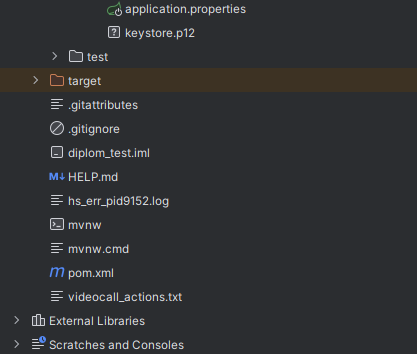 application.properties
keystore.p12
test
target
.gitattributes
.gitignore
diplom_test.iml
HELP.md
hs_err_pid9152.log
mvnw
mvnw.cmd
pom.xml
videocall_actions.txt
External Libraries
Scratches and Consoles